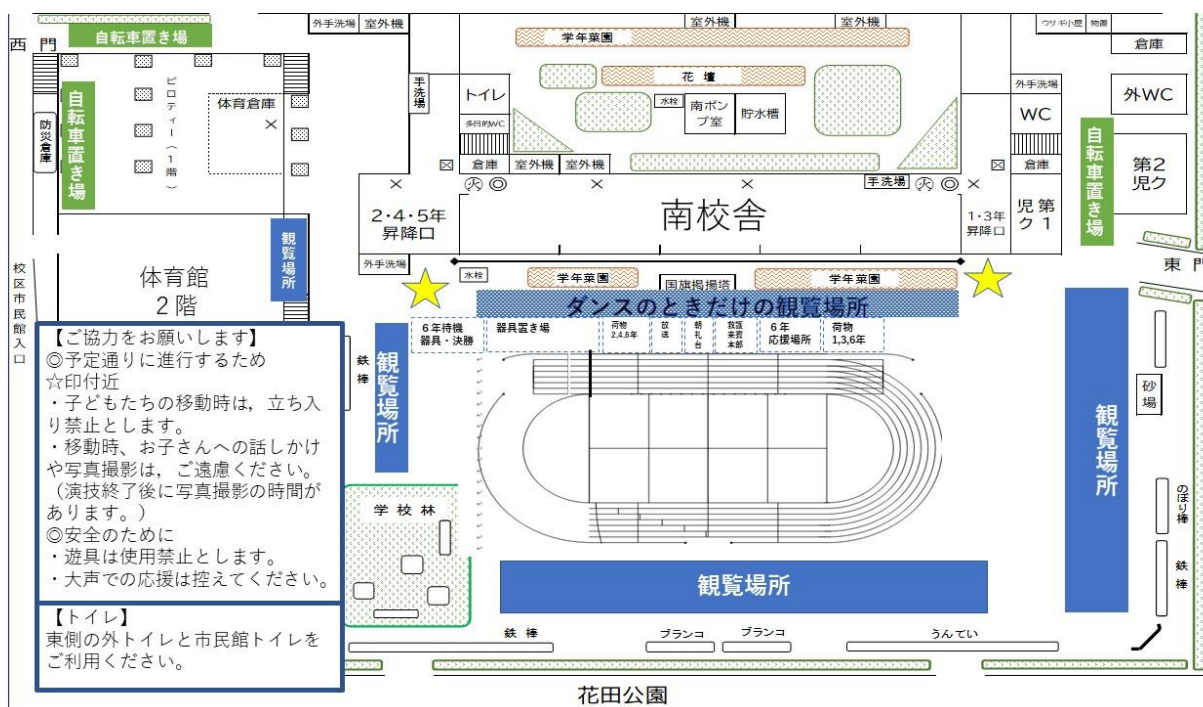 外手洗場
室外機
室外機
室外機
ウサギ小屋
物置
西門
自転車置き場
学年菜園
倉庫
ピロティー（1階）
体育倉庫
手洗場
トイレ
花壇
水栓
南ポンプ室
貯水槽
外手洗場
WC
外WC
防災倉庫
自転車置き場
多目的WC
自転車置き場
第2児ク
倉庫
室外機
室外機
倉庫
手洗場
2・4・5年
昇降口
南校舎
1・3年
昇降口
第1児ク
観覧場所
東門
校区市民館入口
体育館
2階
外手洗場
水栓
学年菜園
国旗掲揚塔
学年菜園
ダンスのときだけの観覧場所
6年待機
器具・決勝
器具置き場
荷物
2,4,6年
放送
朝礼台
救護
来賓
本部
6年
応援場所
荷物
1,3,6年
【ご協力をお願いします】
◎予定通りに進行するため
☆印付近
・子どもたちの移動時は，立ち入
り禁止とします。
・移動時、お子さんへの話しかけ
や写真撮影は，ご遠慮ください。
（演技終了後に写真撮影の時間が
あります。）
◎安全のために
・遊具は使用禁止とします。
・大声での応援は控えてください。
【トイレ】
東側の外トイレと市民館トイレを
ご利用ください。
鉄棒
観覧場所
砂場
観覧場所
のぼり棒
鉄棒
学校林
観覧場所
鉄棒
ブランコ
ブランコ
うんてい
花田公園